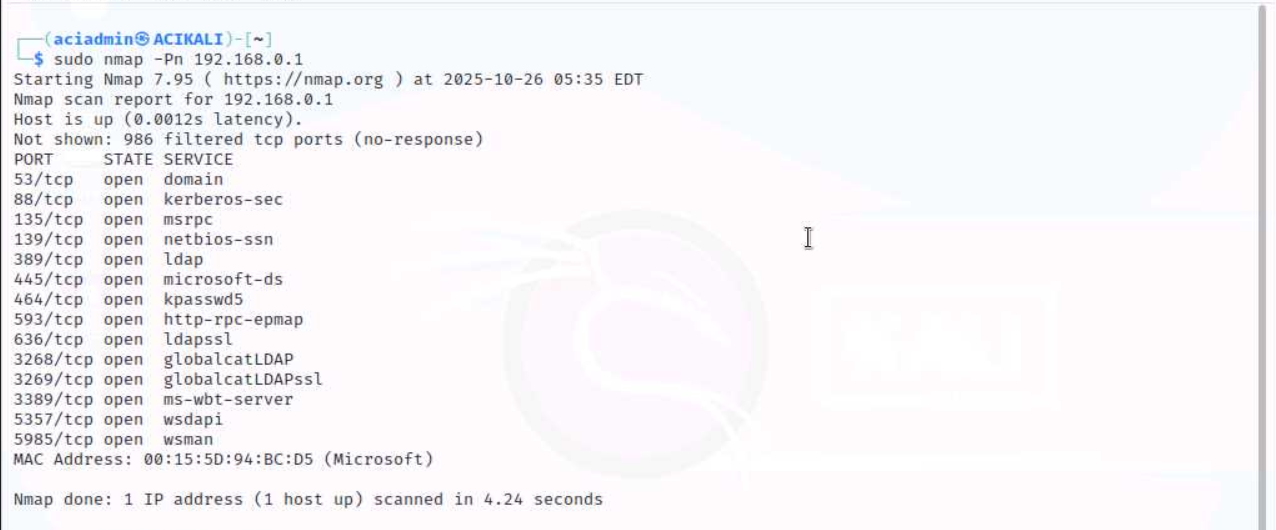 ┌──(aciadmin㉿ACIKALI)-[~]
└─$ sudo nmap -Pn 192.168.0.1
Starting Nmap 7.95 ( https://nmap.org ) at 2025-10-26 05:35 EDT
Nmap scan report for 192.168.0.1
Host is up (0.0012s latency).
Not shown: 986 filtered tcp ports (no-response)
PORT     STATE SERVICE
53/tcp   open  domain
88/tcp   open  kerberos-sec
135/tcp  open  msrpc
139/tcp  open  netbios-ssn
389/tcp  open  ldap
445/tcp  open  microsoft-ds
464/tcp  open  kpasswd5
593/tcp  open  http-rpc-epmap
636/tcp  open  ldapssl
3268/tcp open  globalcatLDAP
3269/tcp open  globalcatLDAPssl
3389/tcp open  ms-wbt-server
5357/tcp open  wsdapi
5985/tcp open  wsman
MAC Address: 00:15:5D:94:BC:D5 (Microsoft)
Nmap done: 1 IP address (1 host up) scanned in 4.24 seconds
KALI